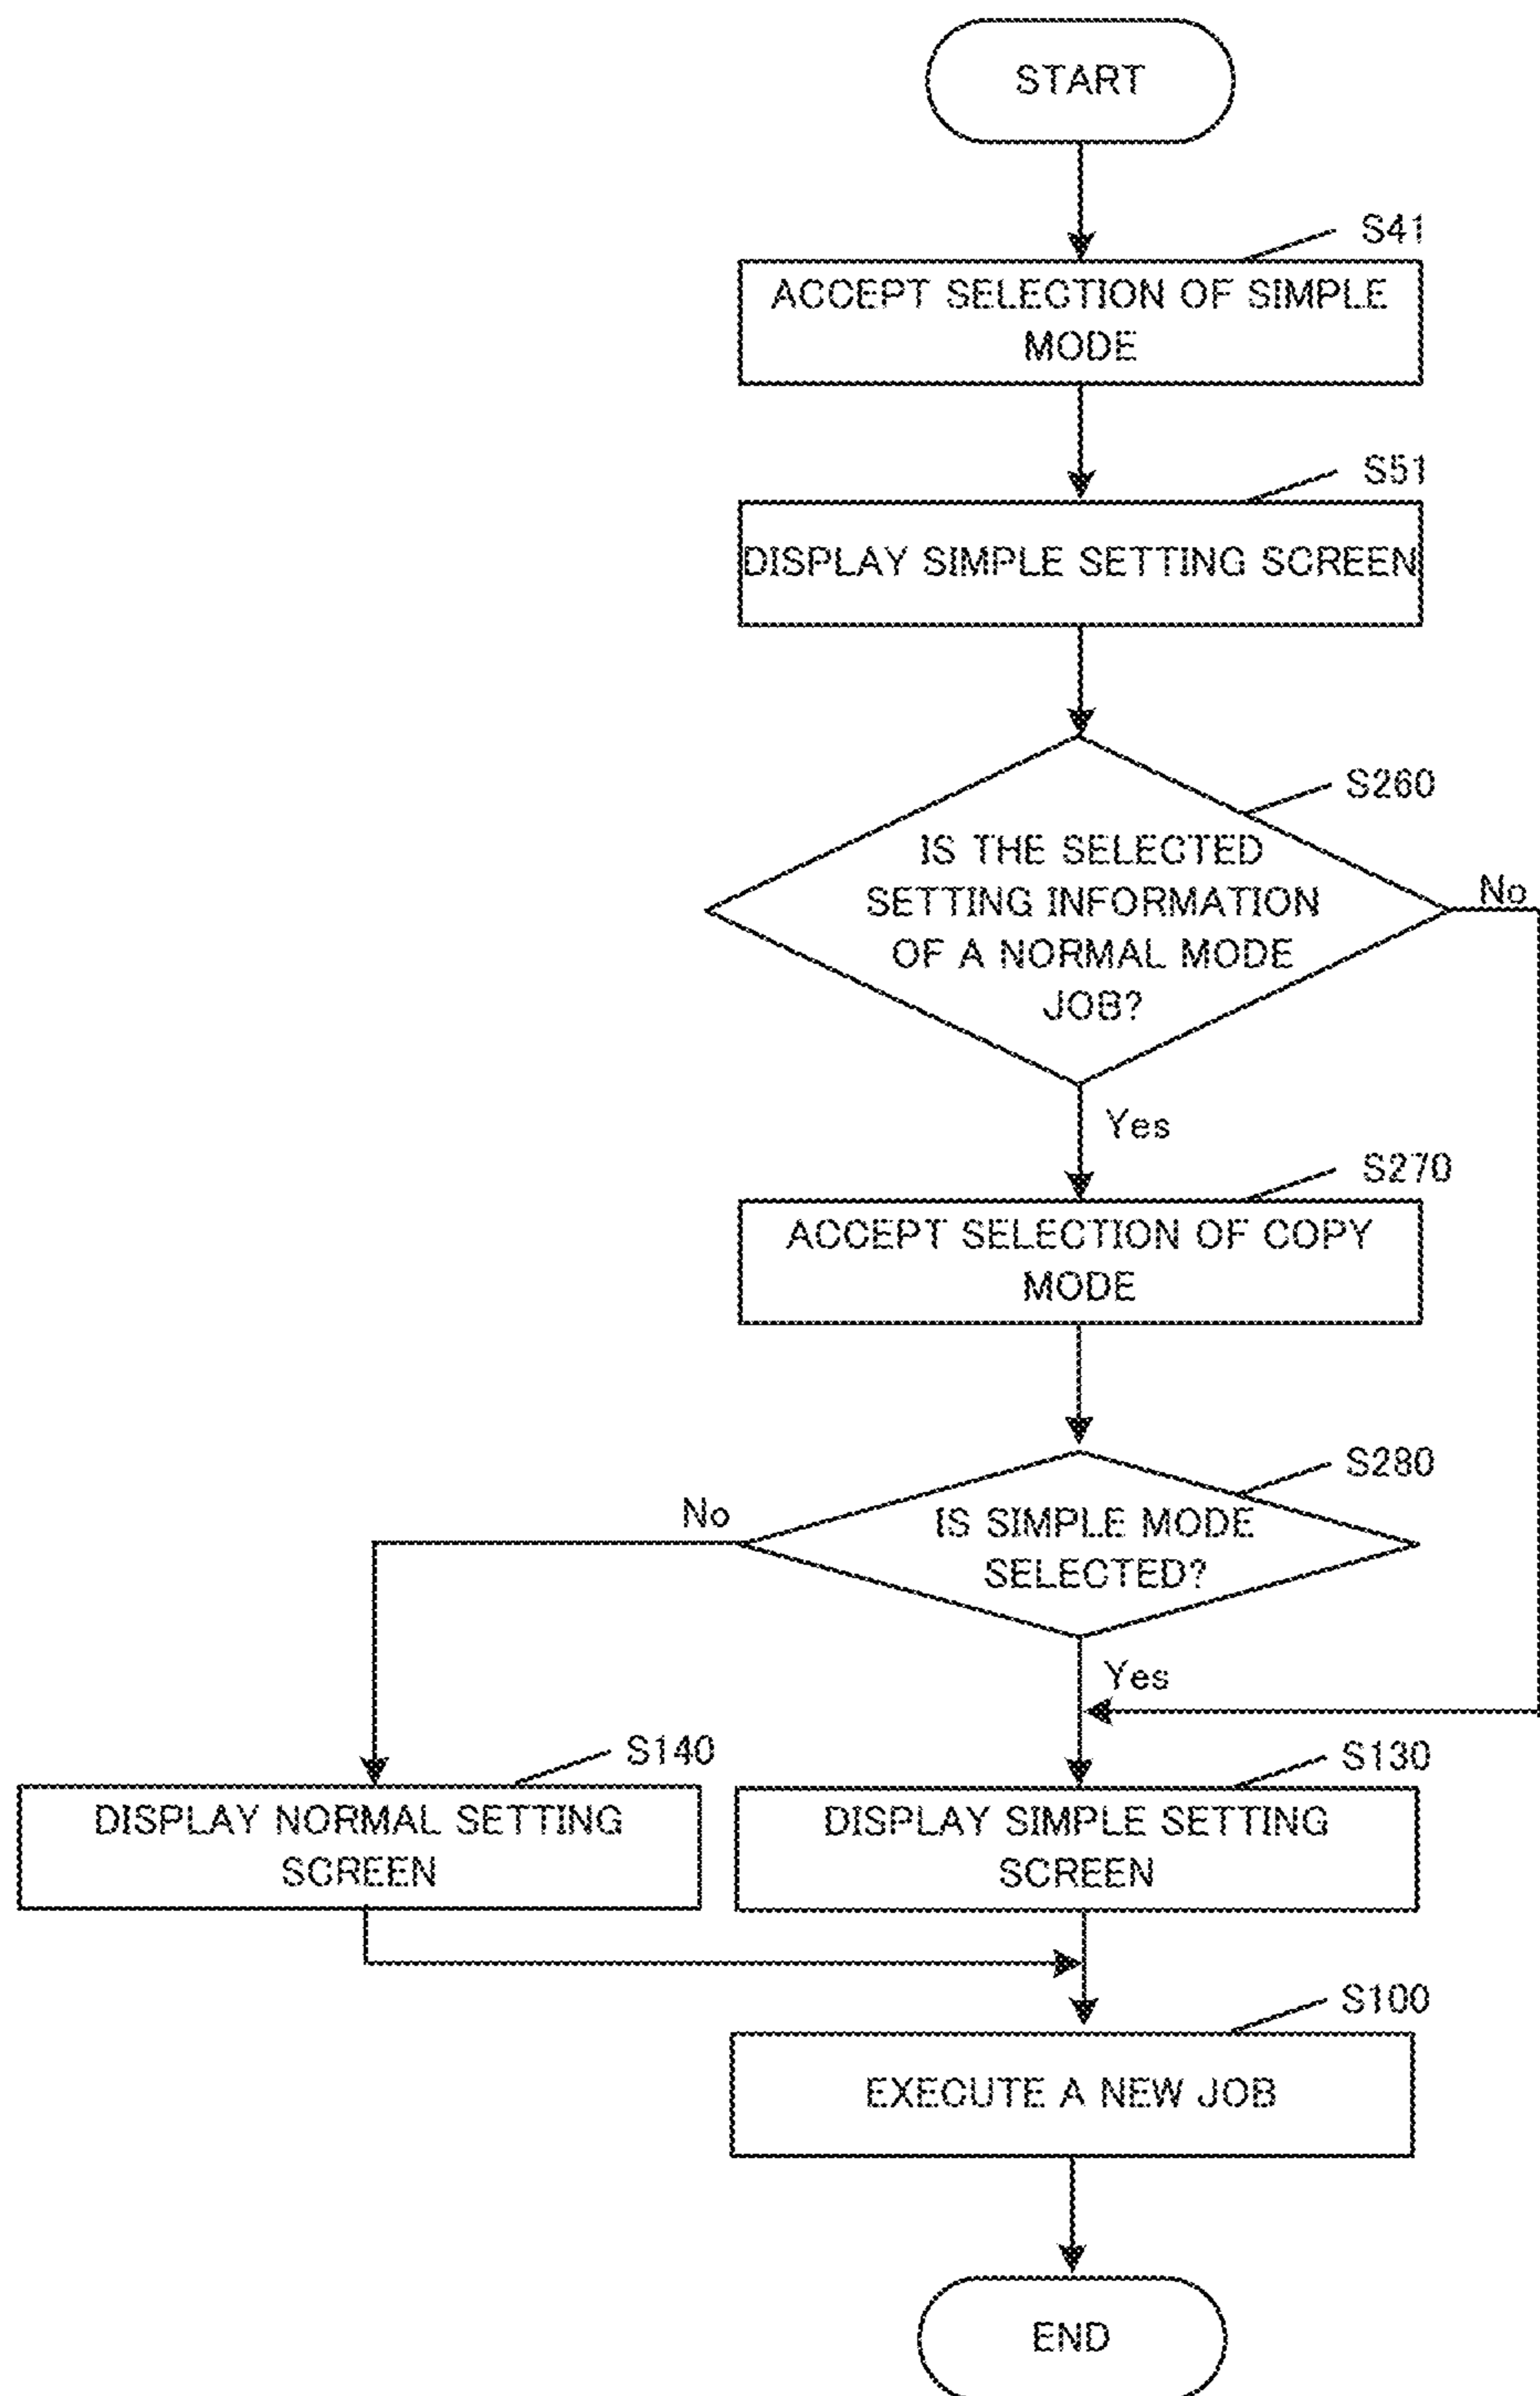 START
S41
ACCEPT SELECTION OF SIMPLE
MODE
S51
DISPLAY SIMPLE SETTING SCREEN
S260
IS THE SELECTED
SETTING INFORMATION
OF A NORMAL MODE
JOB?
No
Yes
S270
ACCEPT SELECTION OF COPY
MODE
S280
IS SIMPLE MODE
SELECTED?
No
Yes
S140
DISPLAY NORMAL SETTING
SCREEN
S130
DISPLAY SIMPLE SETTING
SCREEN
S100
EXECUTE A NEW JOB
END